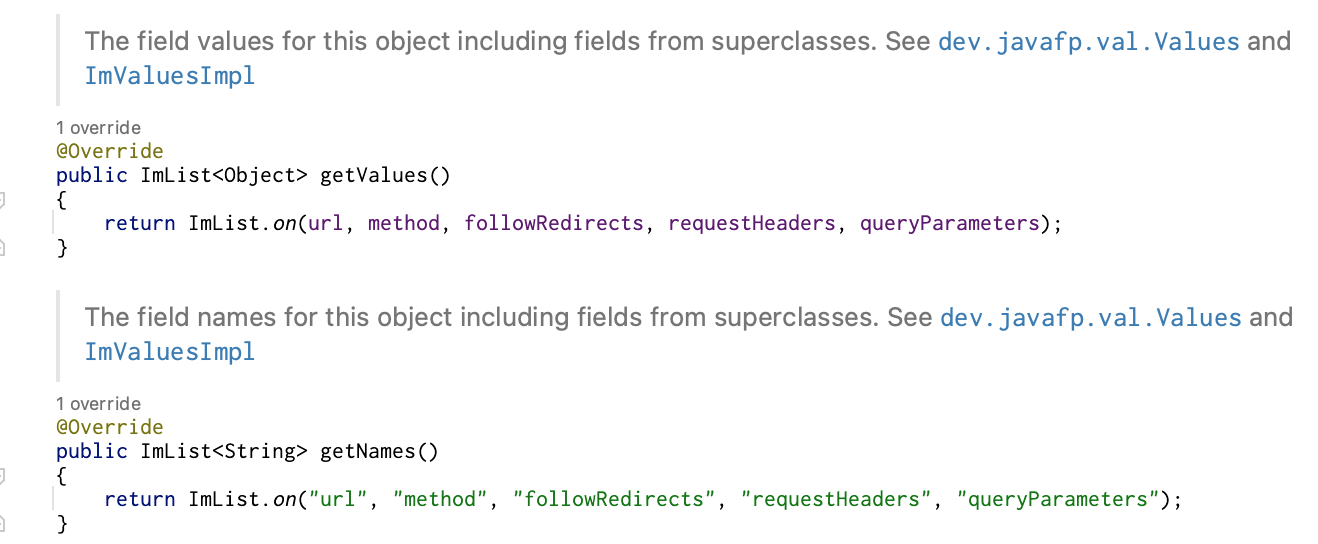 The field values for this object including fields from superclasses. See dev.javafp.val.Values and
ImValuesImpl
1 override
@Override
public ImList<Object> getValues()
{
return ImList.on(url, method, followRedirects, requestHeaders, queryParameters);
}
The field names for this object including fields from superclasses. See dev.javafp.val.Values and
ImValuesImpl
1 override
@Override
public ImList<String> getNames()
{
return ImList.on("url", "method", "followRedirects", "requestHeaders", "queryParameters");
}